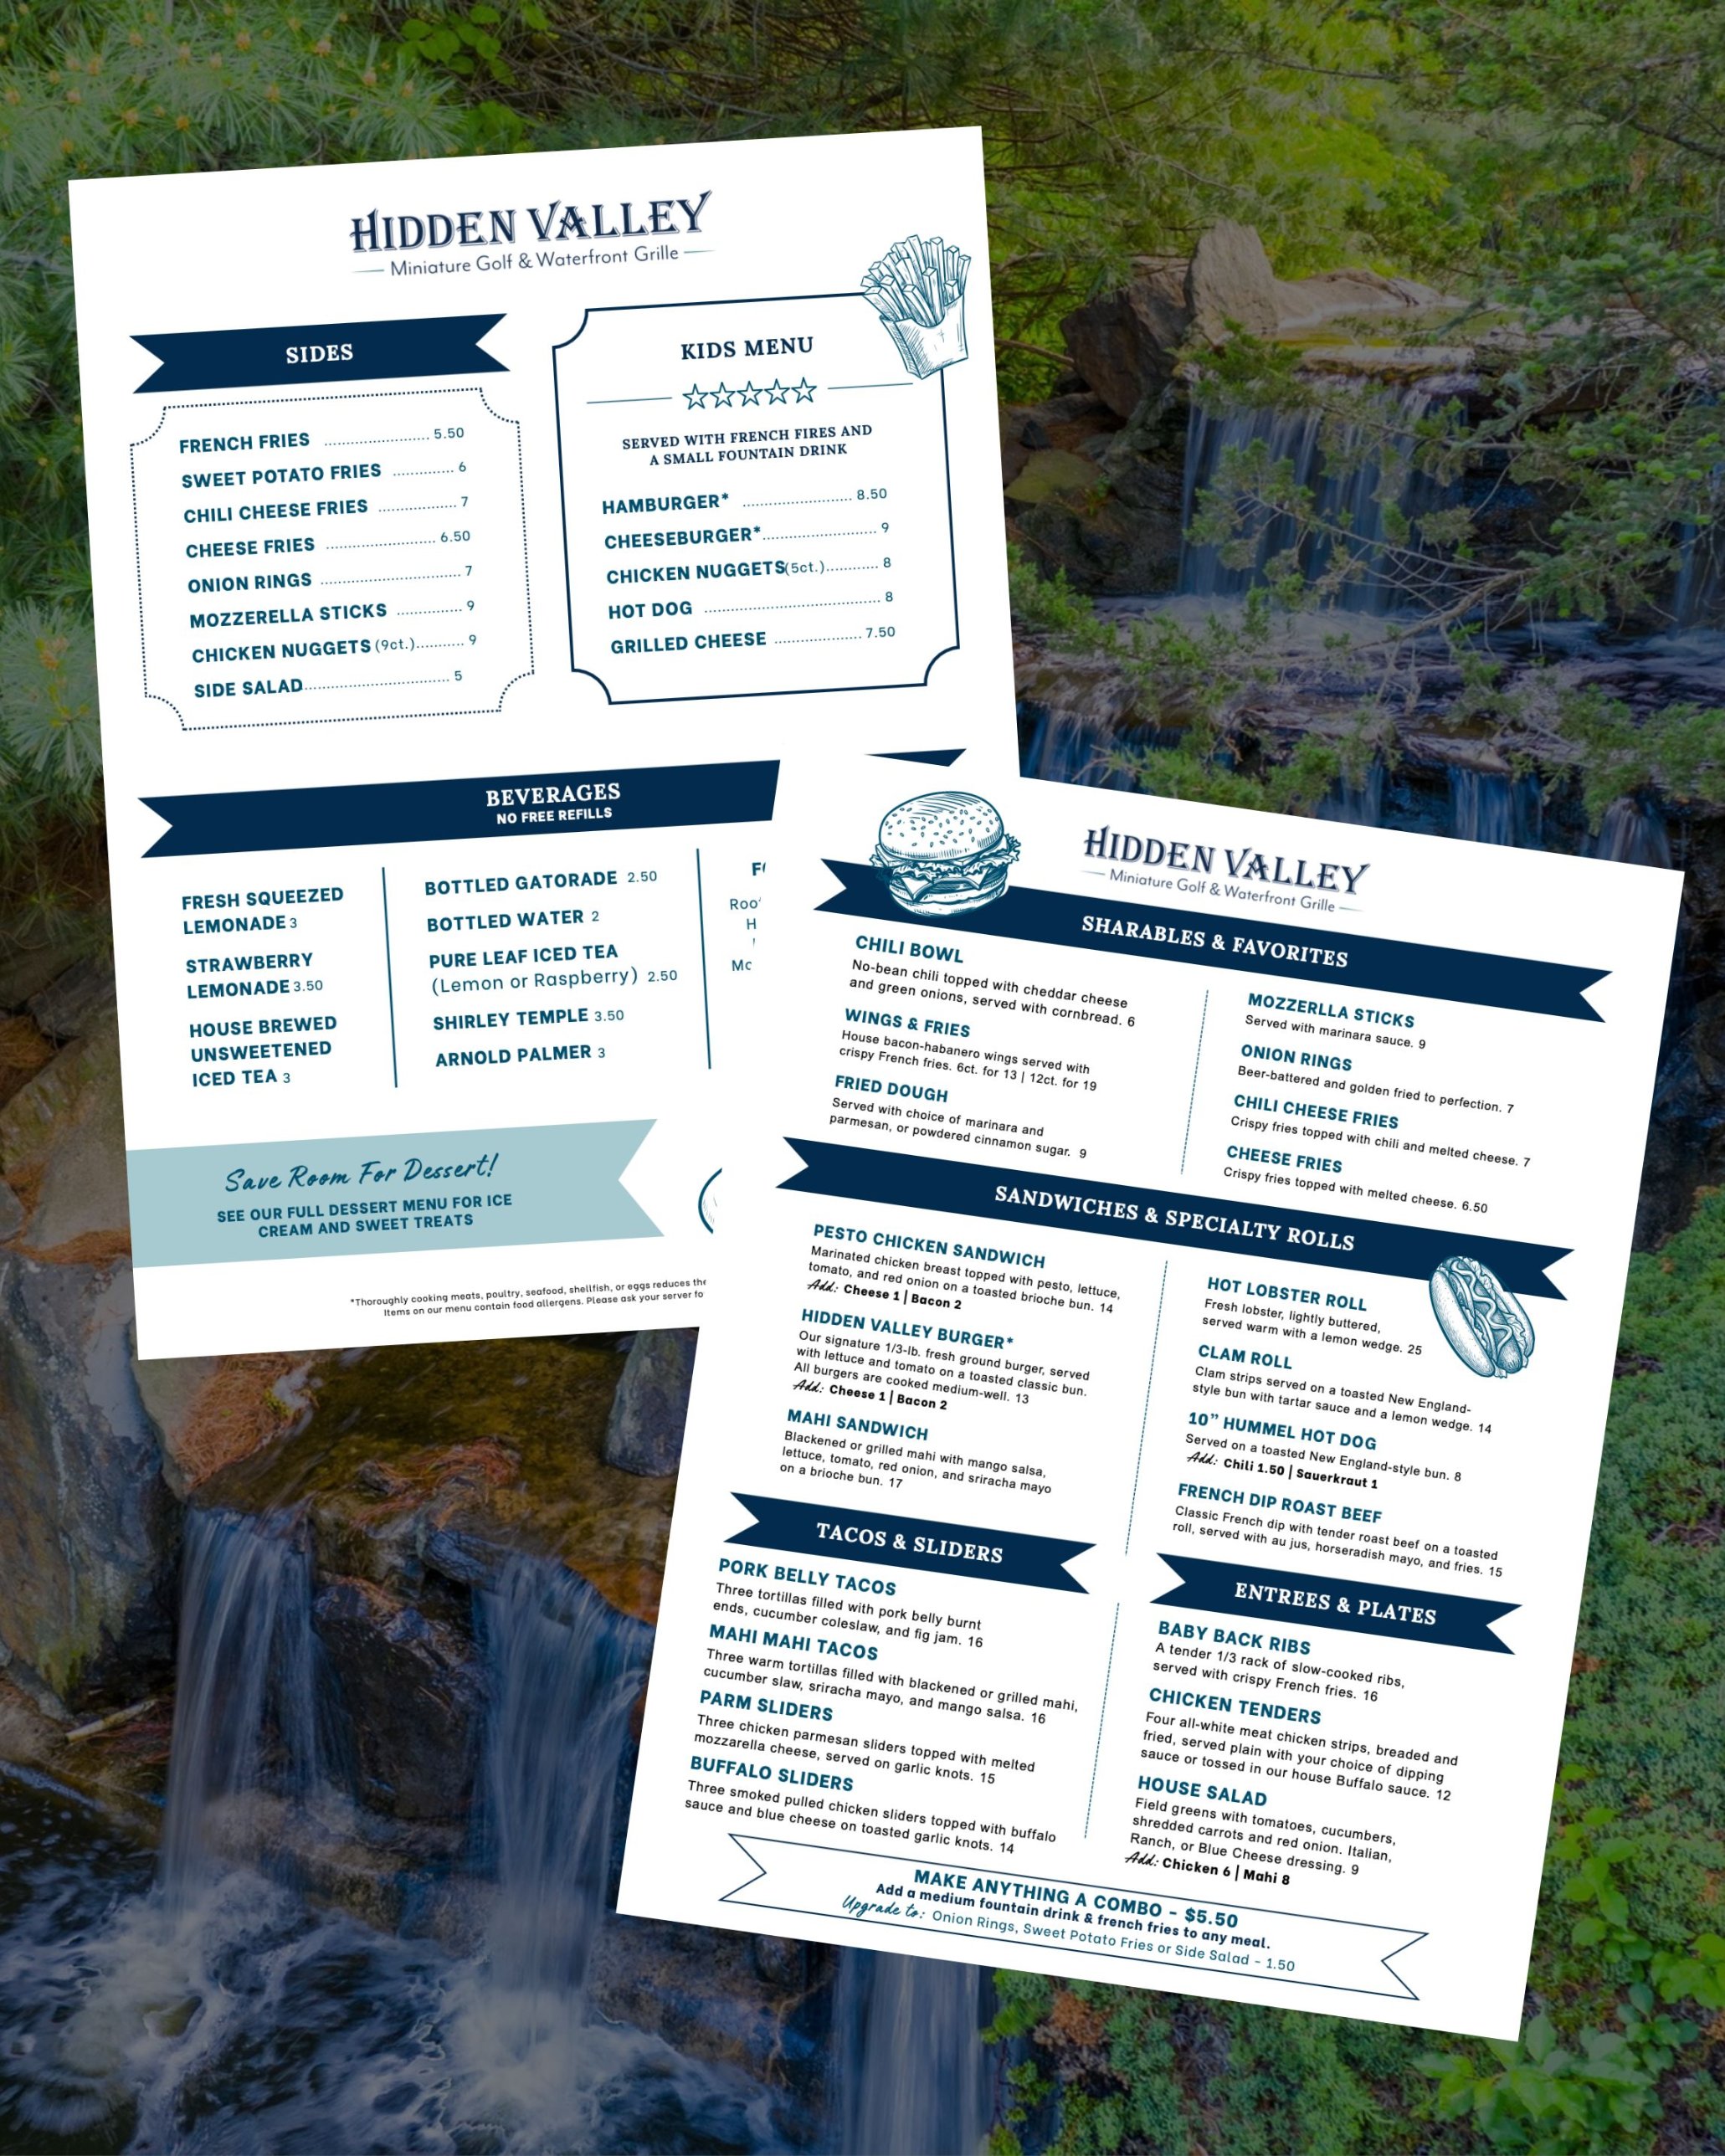 HIDDEN VALLEY
Miniature Golf & Waterfront Grille
SIDES
FRENCH FRIES ........................ 5.50
SWEET POTATO FRIES .............. 6
CHILI CHEESE FRIES .................. 7
CHEESE FRIES ......................... 6.50
ONION RINGS ................................ 7
MOZZERELLA STICKS ............... 9
CHICKEN NUGGETS (9ct.)........... 9
SIDE SALAD................................. 5
KIDS MENU
SERVED WITH FRENCH FIRES AND
A SMALL FOUNTAIN DRINK
HAMBURGER* ......................... 8.50
CHEESEBURGER*.......................... 9
CHICKEN NUGGETS(5ct.)............ 8
HOT DOG ........................................ 8
GRILLED CHEESE .................... 7.50
BEVERAGES
NO FREE REFILLS
FRESH SQUEEZED
LEMONADE 3
STRAWBERRY
LEMONADE 3.50
HOUSE BREWED
UNSWEETENED
ICED TEA 3
BOTTLED GATORADE 2.50
BOTTLED WATER 2
PURE LEAF ICED TEA
(Lemon or Raspberry) 2.50
SHIRLEY TEMPLE 3.50
ARNOLD PALMER 3
Save Room For Dessert!
SEE OUR FULL DESSERT MENU FOR ICE
CREAM AND SWEET TREATS
*Thoroughly cooking meats, poultry, seafood, shellfish, or eggs reduces the
Items on our menu contain food allergens. Please ask your server fo
HIDDEN VALLEY
Miniature Golf & Waterfront Grille
SHARABLES & FAVORITES
CHILI BOWL
No-bean chili topped with cheddar cheese
and green onions, served with cornbread. 6
WINGS & FRIES
House bacon-habanero wings served with
crispy French fries. 6ct. for 13 | 12ct. for 19
FRIED DOUGH
Served with choice of marinara and
parmesan, or powdered cinnamon sugar. 9
MOZZERLLA STICKS
Served with marinara sauce. 9
ONION RINGS
Beer-battered and golden fried to perfection. 7
CHILI CHEESE FRIES
Crispy fries topped with chili and melted cheese. 7
CHEESE FRIES
Crispy fries topped with melted cheese. 6.50
SANDWICHES & SPECIALTY ROLLS
PESTO CHICKEN SANDWICH
Marinated chicken breast topped with pesto, lettuce,
tomato, and red onion on a toasted brioche bun. 14
Add: Cheese 1 | Bacon 2
HIDDEN VALLEY BURGER*
Our signature 1/3-lb. fresh ground burger, served
with lettuce and tomato on a toasted classic bun.
All burgers are cooked medium-well. 13
Add: Cheese 1 | Bacon 2
MAHI SANDWICH
Blackened or grilled mahi with mango salsa,
lettuce, tomato, red onion, and sriracha mayo
on a brioche bun. 17
HOT LOBSTER ROLL
Fresh lobster, lightly buttered,
served warm with a lemon wedge. 25
CLAM ROLL
Clam strips served on a toasted New England-
style bun with tartar sauce and a lemon wedge. 14
10” HUMMEL HOT DOG
Served on a toasted New England-style bun. 8
Add: Chili 1.50 | Sauerkraut 1
FRENCH DIP ROAST BEEF
Classic French dip with tender roast beef on a toasted
roll, served with au jus, horseradish mayo, and fries. 15
TACOS & SLIDERS
PORK BELLY TACOS
Three tortillas filled with pork belly burnt
ends, cucumber coleslaw, and fig jam. 16
MAHI MAHI TACOS
Three warm tortillas filled with blackened or grilled mahi,
cucumber slaw, sriracha mayo, and mango salsa. 16
PARM SLIDERS
Three chicken parmesan sliders topped with melted
mozzarella cheese, served on garlic knots. 15
BUFFALO SLIDERS
Three smoked pulled chicken sliders topped with buffalo
sauce and blue cheese on toasted garlic knots. 14
ENTREES & PLATES
BABY BACK RIBS
A tender 1/3 rack of slow-cooked ribs,
served with crispy French fries. 16
CHICKEN TENDERS
Four all-white meat chicken strips, breaded and
fried, served plain with your choice of dipping
sauce or tossed in our house Buffalo sauce. 12
HOUSE SALAD
Field greens with tomatoes, cucumbers,
shredded carrots and red onion. Italian,
Ranch, or Blue Cheese dressing. 9
Add: Chicken 6 | Mahi 8
MAKE ANYTHING A COMBO - $5.50
Add a medium fountain drink & french fries to any meal.
Upgrade to: Onion Rings, Sweet Potato Fries or Side Salad - 1.50